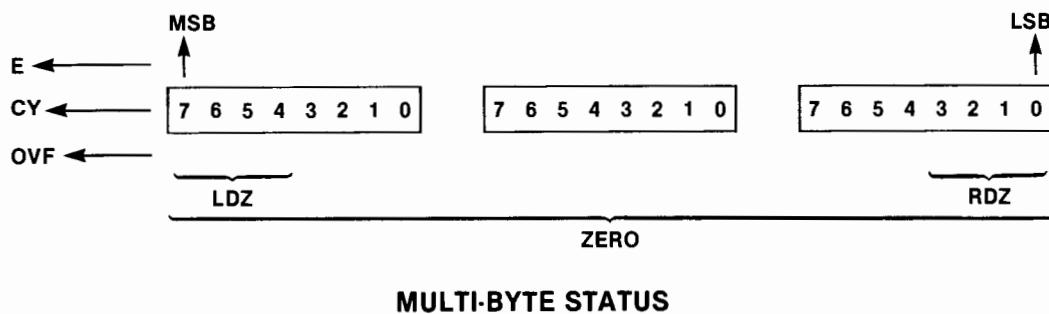 MSB LSB
E
CY 7 6 5 4 3 2 1 0 7 6 5 4 3 2 1 0 7 6 5 4 3 2 1 0
OVF
LDZ RDZ
ZERO
MULTI-BYTE STATUS